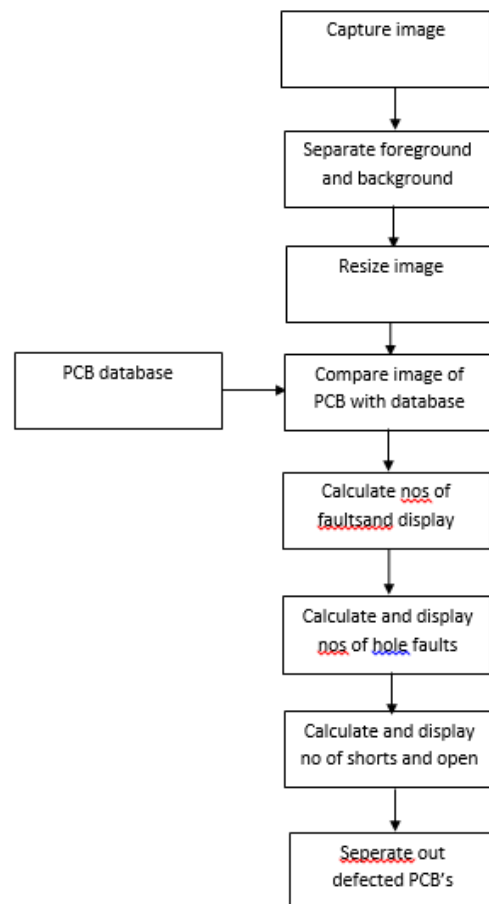 Capture image
Separate foreground
and background
Resize image
PCB database
Compare image of
PCB with database
Calculate nos of
faultsand display
Calculate and display
nos of hole faults
Calculate and display
no of shorts and open
Seperate out
defected PCB's